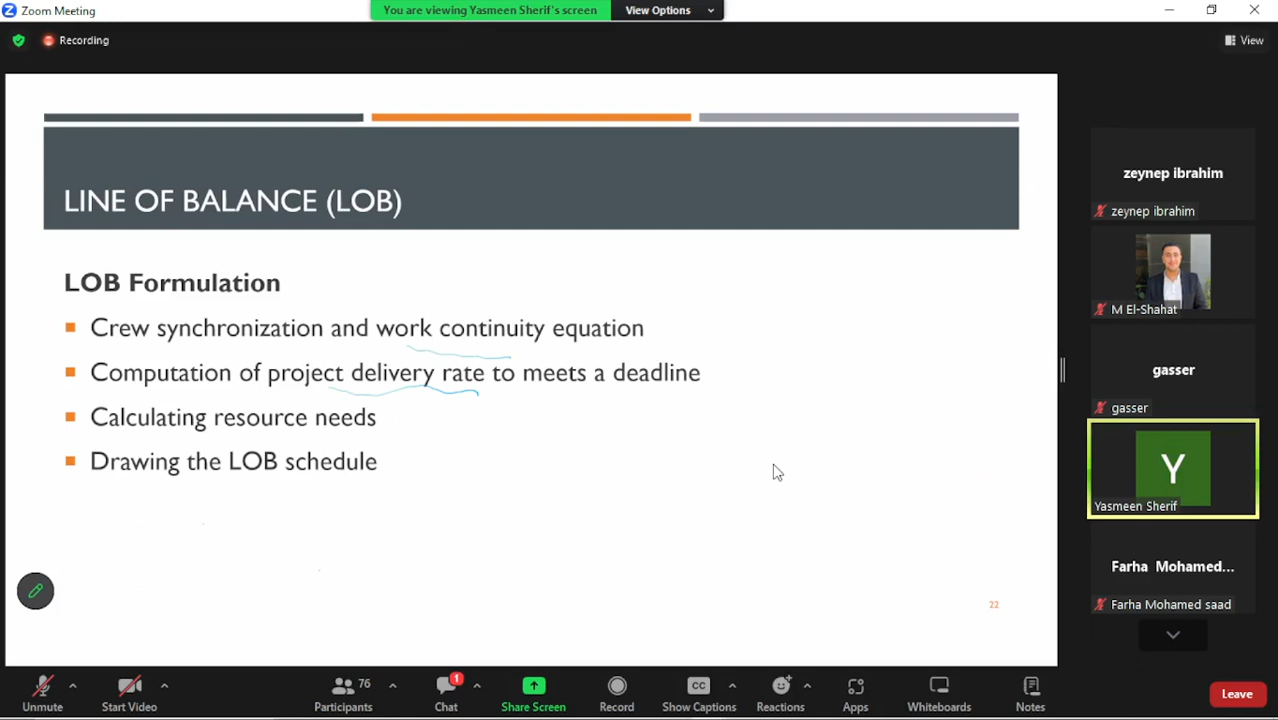 Zoom Meeting
You are viewing Yasmeen Sherif's screen
View Options
Recording
View
LINE OF BALANCE (LOB)
LOB Formulation
Crew synchronization and work continuity equation
Computation of project delivery rate to meets a deadline
Calculating resource needs
Drawing the LOB schedule
22
zeynep ibrahim
zeynep ibrahim
M El-Shahat
gasser
gasser
Y
Yasmeen Sherif
Farha Mohamed...
Farha Mohamed saad
Unmute
Start Video
76
Participants
1
Chat
Share Screen
Record
CC
Show Captions
Reactions
Apps
Whiteboards
Notes
Leave